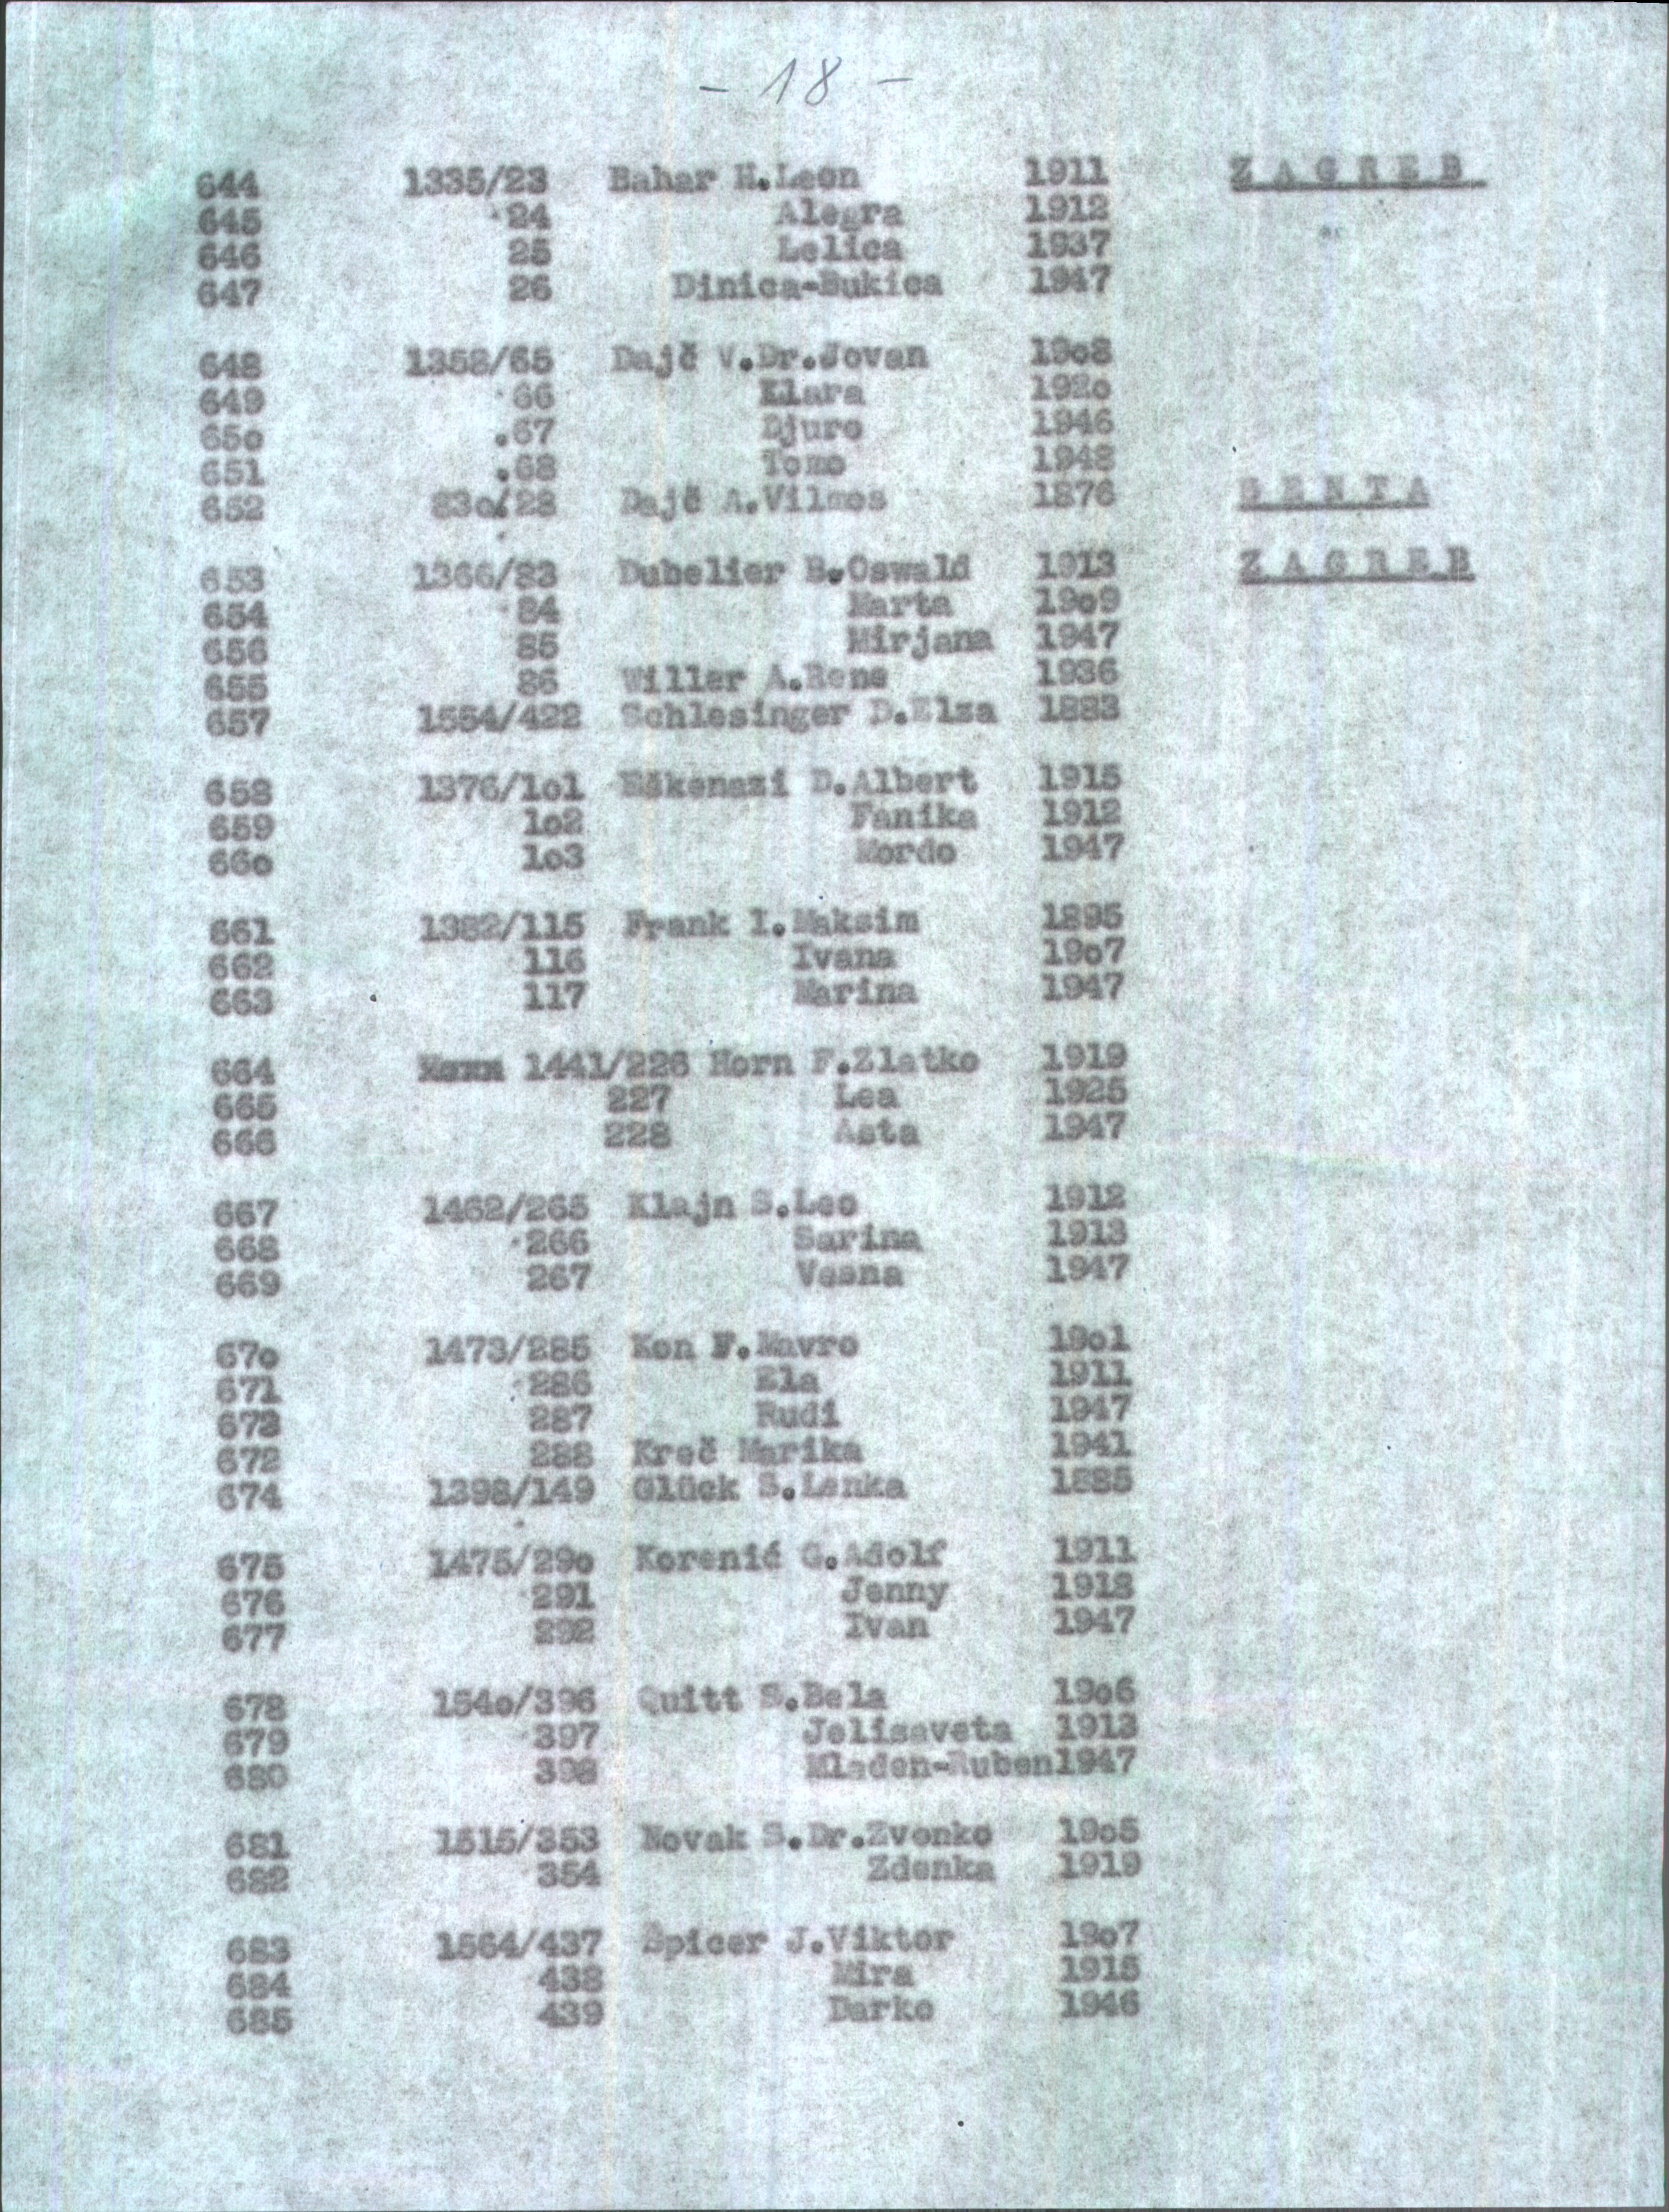 - 18 -
644 1335/23 Bahar H.Leon 1911 ZAGREB
645 24 Alegra 1912
646 25 Lelica 1937
647 26 Dinica-Bukica 1947
648 1358/65 Dajč V.Dr.Jovan 19o8
649 66 Klara 192o
65o .67 Djuro 1946
651 .68 Tomo 1948
652 83o/28 Dajč A.Vilmos 1876 SENTA
653 1366/83 Dubelier B.Oswald 1913 ZAGREB
654 84 Marta 19o9
656 85 Mirjana 1947
655 86 Willer A.Rene 1936
657 1554/422 Schlesinger D.Elsa 1883
658 1376/1o1 Eškenazi D.Albert 1915
659 1o2 Fanika 1912
66o 1o3 Mordo 1947
661 1382/115 Frank I.Maksim 1895
662 116 Ivana 19o7
663 117 Marina 1947
664 1441/226 Horn F.Zlatko 1919
665 227 Lea 1925
666 228 Asta 1947
667 1462/265 Klajn S.Leo 1912
668 266 Sarina 1913
669 267 Vesna 1947
67o 1473/285 Kon F.Mavro 19o1
671 286 Ela 1911
673 287 Rudi 1947
672 288 Kreč Marika 1941
674 1398/149 Glück S.Lenka 1885
675 1475/29o Korenić G.Adolf 1911
676 291 Jenny 1918
677 292 Ivan 1947
678 154o/396 Quitt S.Bela 19o6
679 397 Jelisaveta 1913
680 398 Mladen-Ruben1947
681 1515/353 Novak S.Dr.Zvonko 19o5
682 354 Zdenka 1919
683 1564/437 Špicer J.Viktor 19o7
684 438 Mira 1915
685 439 Darko 1946